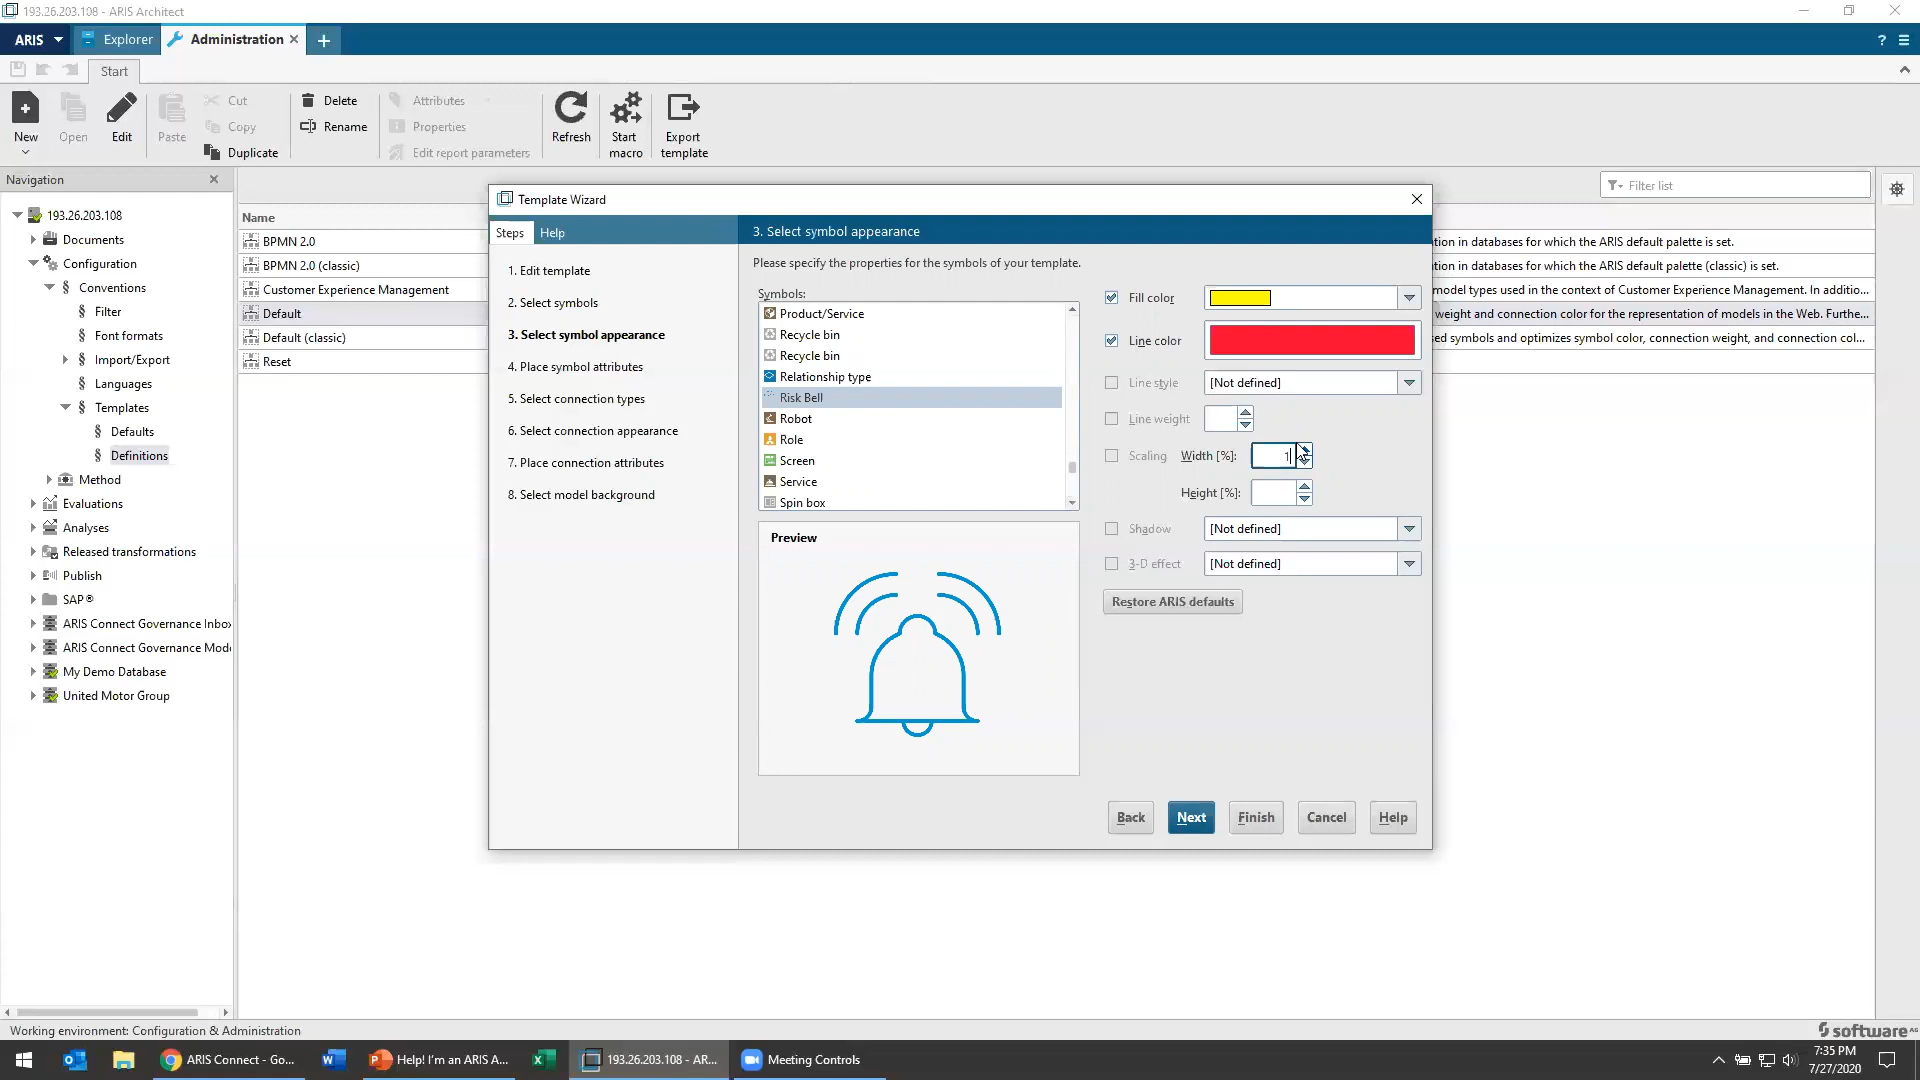 193.26.203.108 - ARIS Architect
ARIS
Explorer
Administration
Start
New
Open
Edit
Paste
Cut
Copy
Duplicate
Delete
Rename
Attributes
Properties
Edit report parameters
Refresh
Start macro
Export template
Navigation
Filter list
193.26.203.108
Documents
Configuration
Conventions
Filter
Font formats
Import/Export
Languages
Templates
Defaults
Definitions
Method
Evaluations
Analyses
Released transformations
Publish
SAP®
ARIS Connect Governance Inbox
ARIS Connect Governance Mode
My Demo Database
United Motor Group
Name
BPMN 2.0
BPMN 2.0 (classic)
Customer Experience Management
Default
Default (classic)
Reset
Template Wizard
Steps
Help
1. Edit template
2. Select symbols
3. Select symbol appearance
4. Place symbol attributes
5. Select connection types
6. Select connection appearance
7. Place connection attributes
8. Select model background
3. Select symbol appearance
Please specify the properties for the symbols of your template.
Symbols:
Product/Service
Recycle bin
Recycle bin
Relationship type
Risk Bell
Robot
Role
Screen
Service
Spin box
Preview
Fill color
Line color
Line style [Not defined]
Line weight
Scaling Width [%]: 1
Height [%]:
Shadow [Not defined]
3-D effect [Not defined]
Restore ARIS defaults
Back
Next
Finish
Cancel
Help
tion in databases for which the ARIS default palette is set.
tion in databases for which the ARIS default palette (classic) is set.
model types used in the context of Customer Experience Management. In additio...
weight and connection color for the representation of models in the Web. Furthe...
sed symbols and optimizes symbol color, connection weight, and connection col...
Working environment: Configuration & Administration
software AG
ARIS Connect - Go...
Help! I'm an ARIS A...
193.26.203.108 - AR...
Meeting Controls
7:35 PM
7/27/2020